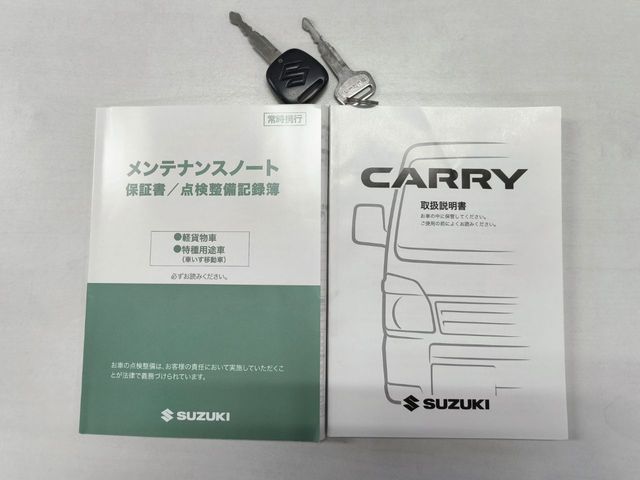 常時携行
メンテナンスノート
保証書/点検整備記録簿
●軽貨物車
●特種用途車
(車いす移動車)
必ずお読みください。
お車の点検整備は、お客様の責任において実施していただくこ
とが法律で義務づけられています。
SUZUKI
CARRY
取扱説明書
お車の中に保管してください。
ご使用の前によくお読みください。
SUZUKI